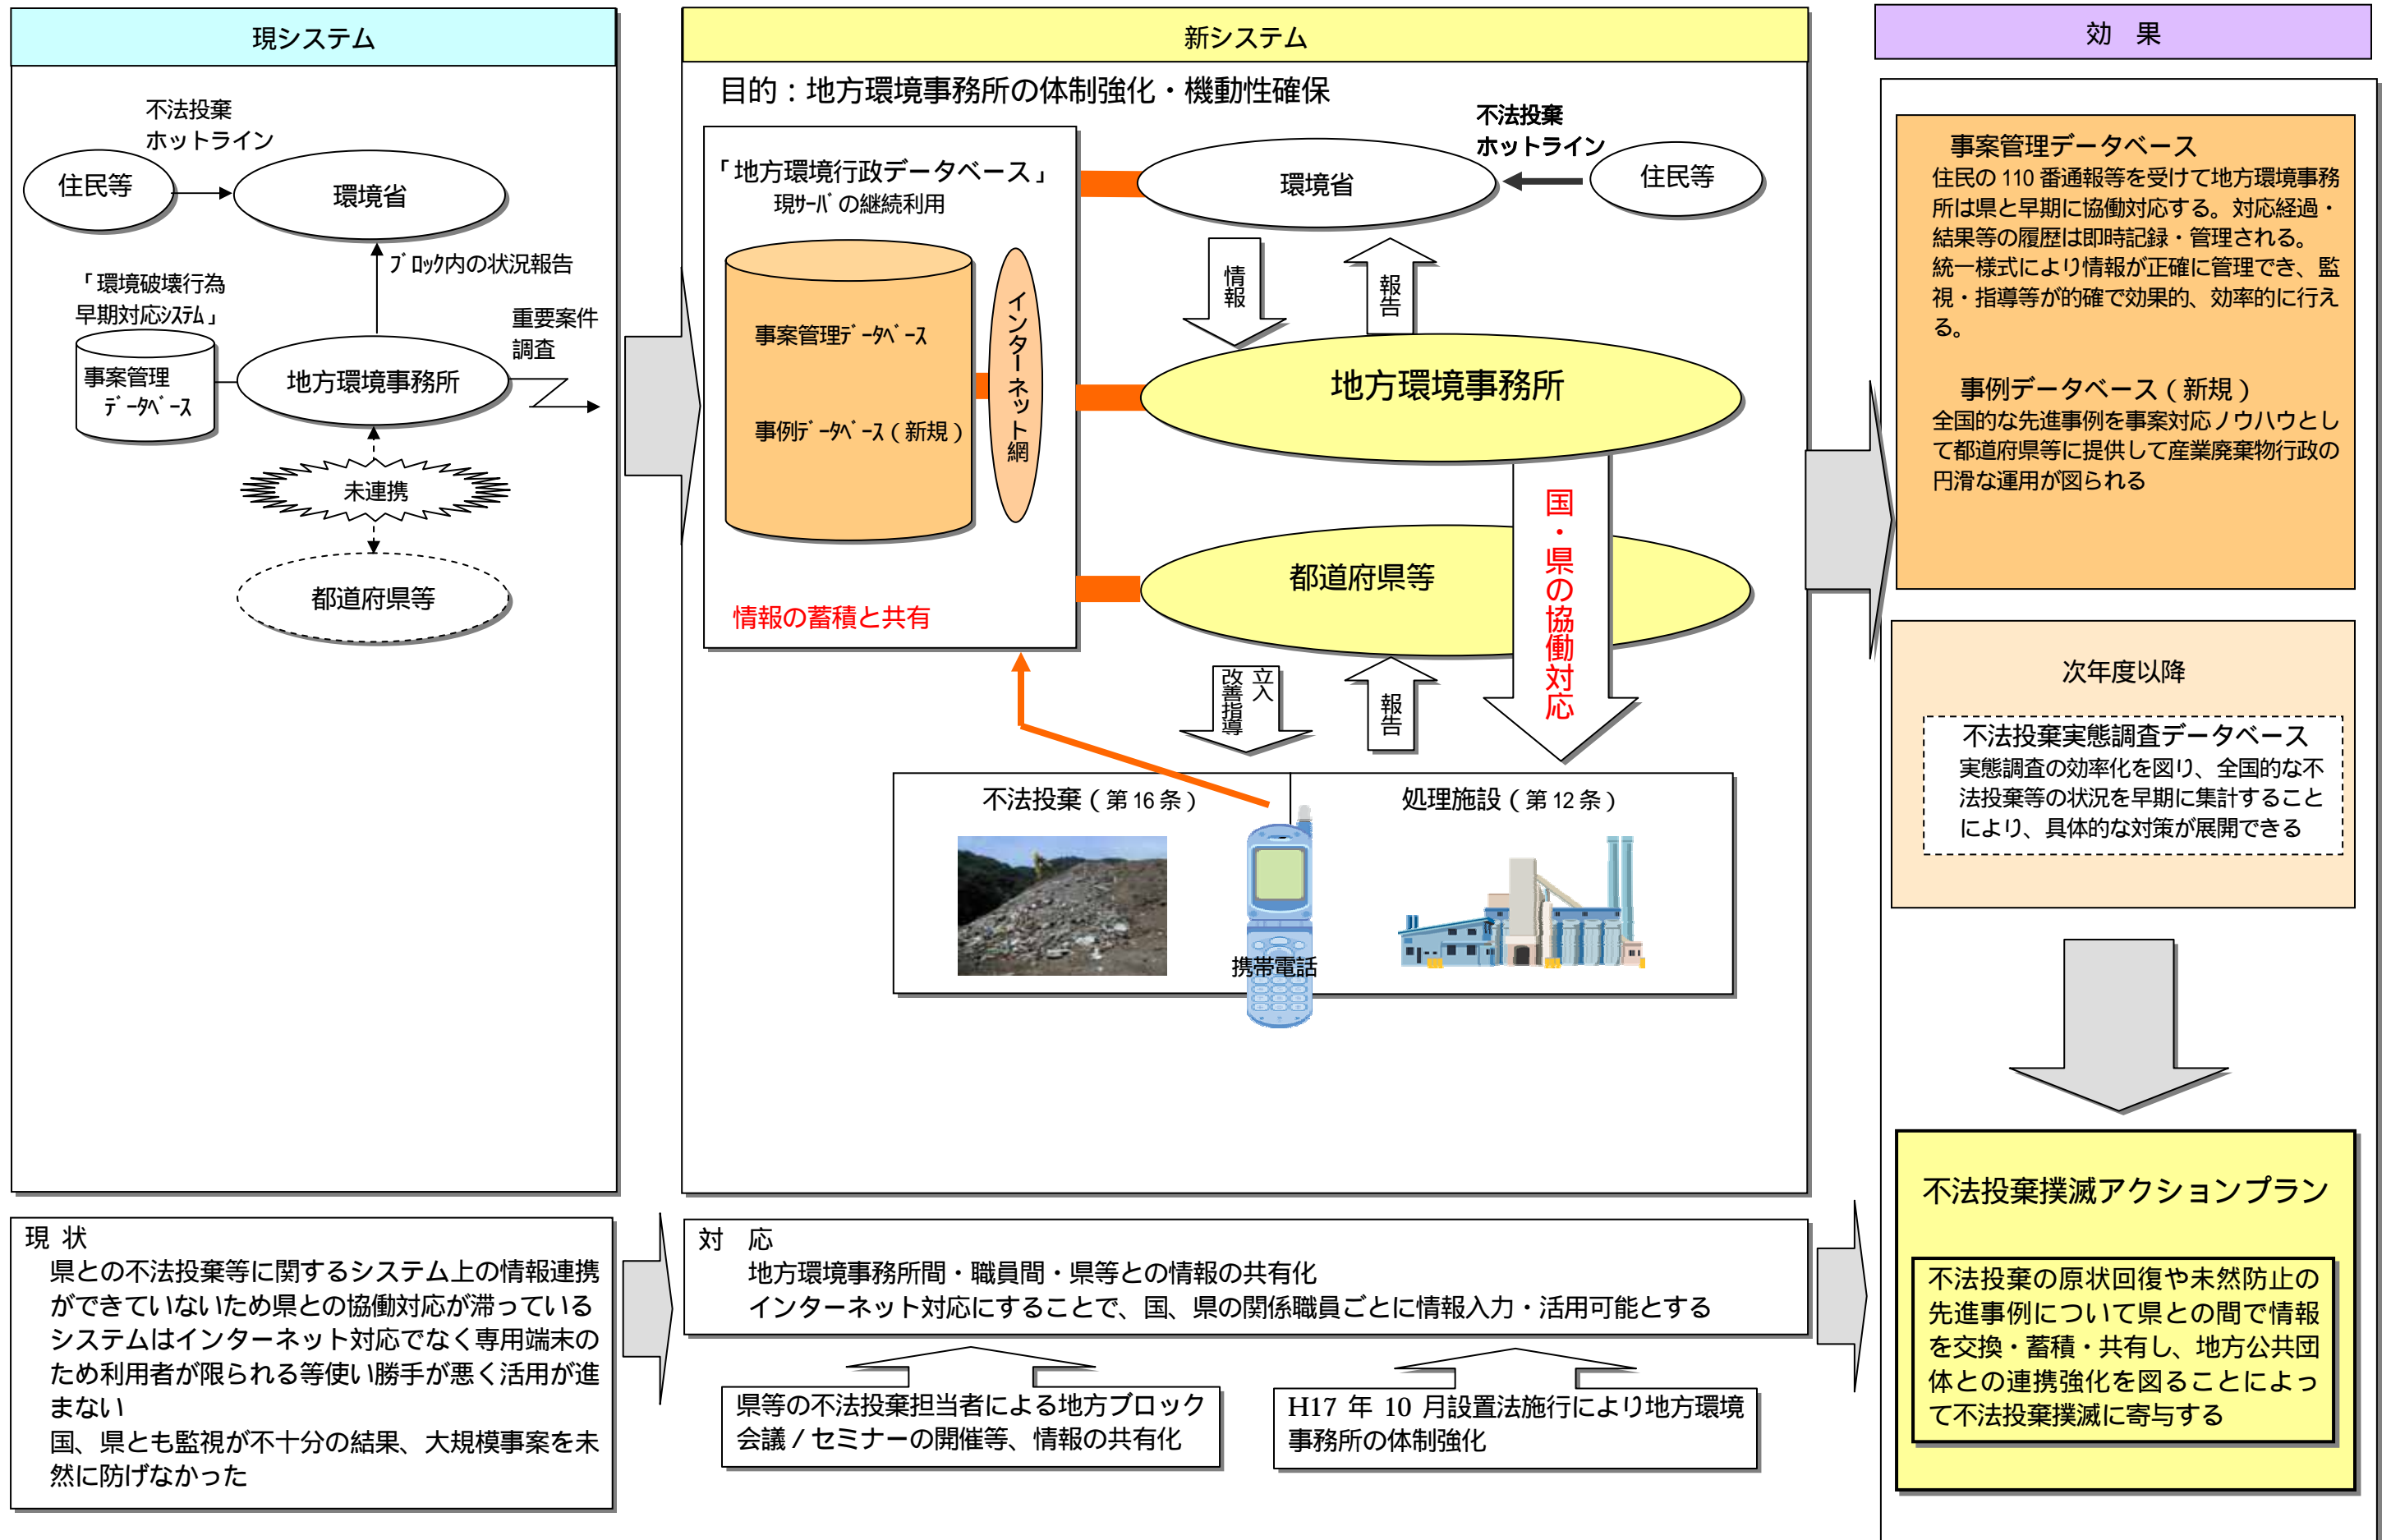 現システム
不法投棄
ホットライン
住民等
環境省
ﾌﾞﾛｯｸ内の状況報告
「環境破壊行為
早期対応ｼｽﾃﾑ」
重要案件
調査
事案管理
ﾃﾞｰﾀﾍﾞｰｽ
地方環境事務所
未連携
都道府県等
新システム
目的：地方環境事務所の体制強化・機動性確保
「地方環境行政データベース」
現ｻｰﾊﾞの継続利用
事案管理ﾃﾞｰﾀﾍﾞｰｽ
事例ﾃﾞｰﾀﾍﾞｰｽ（新規）
インターネット網
情報の蓄積と共有
不法投棄
ホットライン
環境省
住民等
情報
報告
地方環境事務所
都道府県等
国・県の協働対応
立入
改善指導
報告
不法投棄（第16条）
処理施設（第12条）
携帯電話
効　果
事案管理データベース
住民の110番通報等を受けて地方環境事務
所は県と早期に協働対応する。対応経過・
結果等の履歴は即時記録・管理される。
統一様式により情報が正確に管理でき、監
視・指導等が的確で効果的、効率的に行え
る。
事例データベース（新規）
全国的な先進事例を事案対応ノウハウとし
て都道府県等に提供して産業廃棄物行政の
円滑な運用が図られる
次年度以降
不法投棄実態調査データベース
実態調査の効率化を図り、全国的な不
法投棄等の状況を早期に集計すること
により、具体的な対策が展開できる
不法投棄撲滅アクションプラン
不法投棄の原状回復や未然防止の
先進事例について県との間で情報
を交換・蓄積・共有し、地方公共団
体との連携強化を図ることによっ
て不法投棄撲滅に寄与する
現 状
県との不法投棄等に関するシステム上の情報連携
ができていないため県との協働対応が滞っている
システムはインターネット対応でなく専用端末の
ため利用者が限られる等使い勝手が悪く活用が進
まない
国、県とも監視が不十分の結果、大規模事案を未
然に防げなかった
対　応
地方環境事務所間・職員間・県等との情報の共有化
インターネット対応にすることで、国、県の関係職員ごとに情報入力・活用可能とする
県等の不法投棄担当者による地方ブロック
会議／セミナーの開催等、情報の共有化
H17 年 10 月設置法施行により地方環境
事務所の体制強化